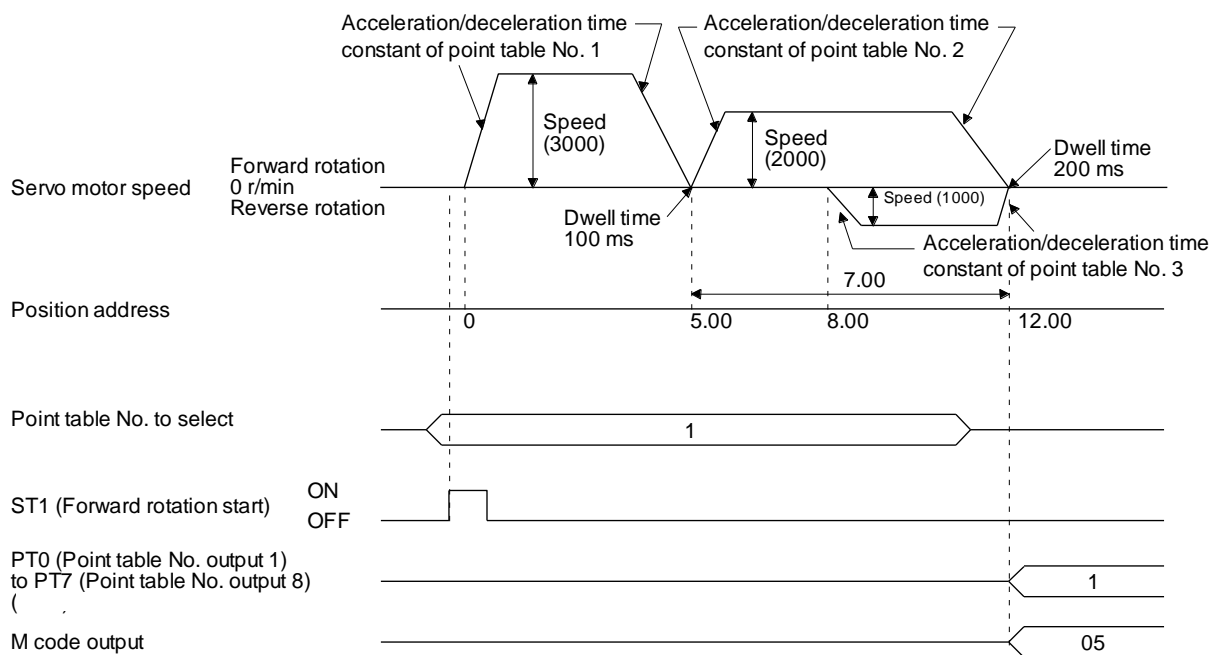 Acceleration/deceleration time
constant of point table No. 1
Acceleration/deceleration time
constant of point table No. 2
Speed
(3000)
Speed
(2000)
Dwell time
200 ms
Servo motor speed
Forward rotation
0 r/min
Reverse rotation
Dwell time
100 ms
Speed (1000)
Acceleration/deceleration time
constant of point table No. 3
7.00
Position address
0
5.00
8.00
12.00
Point table No. to select
1
ST1 (Forward rotation start)
ON
OFF
PT0 (Point table No. output 1)
to PT7 (Point table No. output 8)
(
1
M code output
05